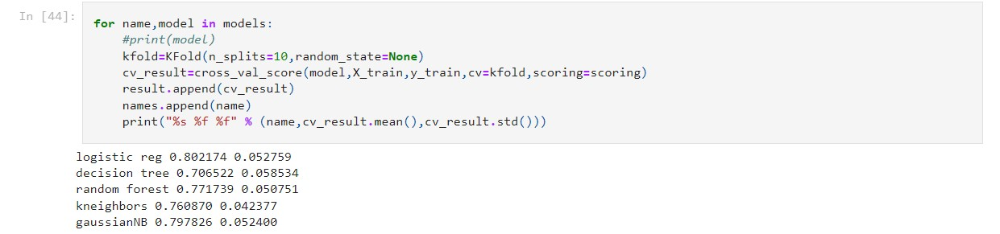 In [44]:
for name,model in models:
#print(model)
kfold=KFold(n_splits=10,random_state=None)
cv_result=cross_val_score(model,X_train,y_train,cv=kfold,scoring=scoring)
result.append(cv_result)
names.append(name)
print("%s %f %f" % (name,cv_result.mean(),cv_result.std()))
logistic reg 0.802174 0.052759
decision tree 0.706522 0.058534
random forest 0.771739 0.050751
kneighbors 0.760870 0.042377
gaussianNB 0.797826 0.052400